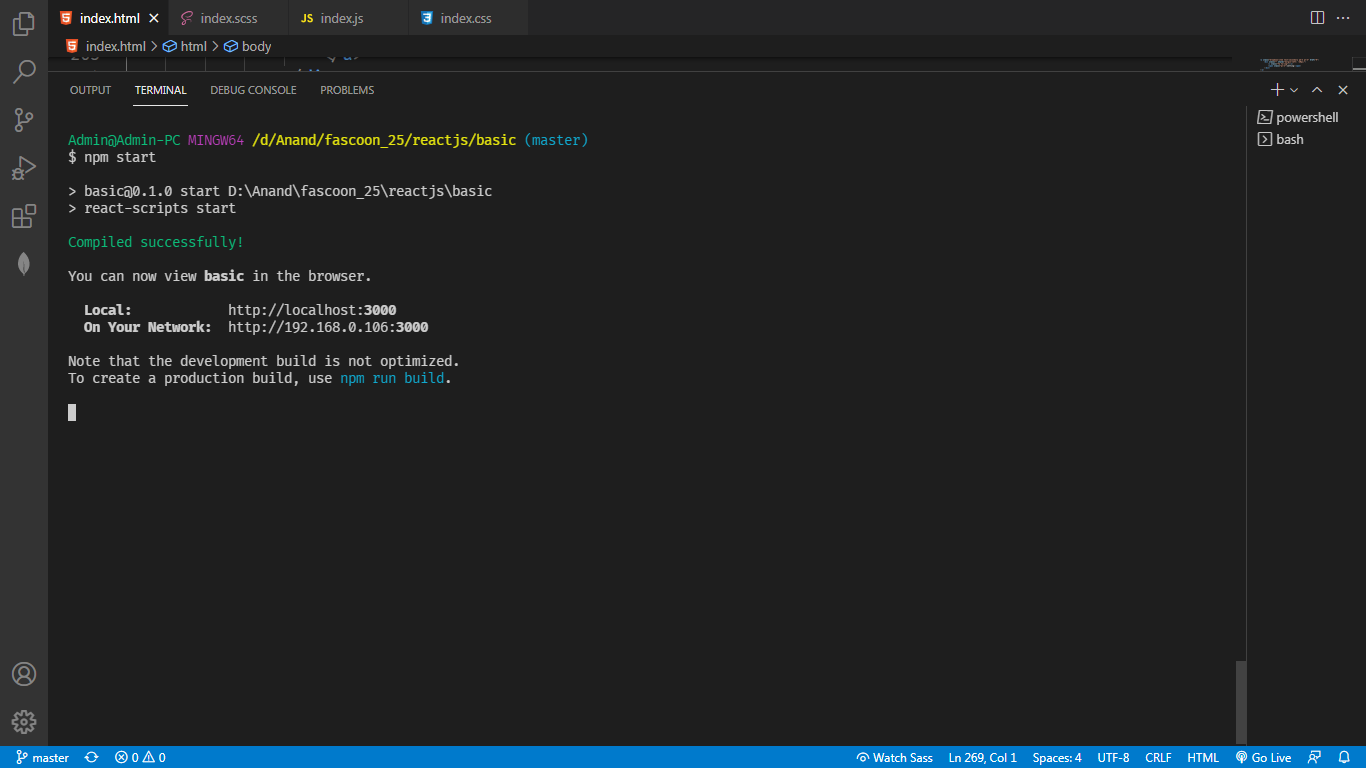 index.html
index.scss
JS index.js
index.css
index.html > html > body
OUTPUT TERMINAL DEBUG CONSOLE PROBLEMS
powershell
bash
Admin@Admin-PC MINGW64 /d/Anand/fascoon_25/reactjs/basic (master)
$ npm start
> basic@0.1.0 start D:\Anand\fascoon_25\reactjs\basic
> react-scripts start
Compiled successfully!
You can now view basic in the browser.
Local: http://localhost:3000
On Your Network: http://192.168.0.106:3000
Note that the development build is not optimized.
To create a production build, use npm run build.
master 0 0 Watch Sass Ln 269, Col 1 Spaces: 4 UTF-8 CRLF HTML Go Live